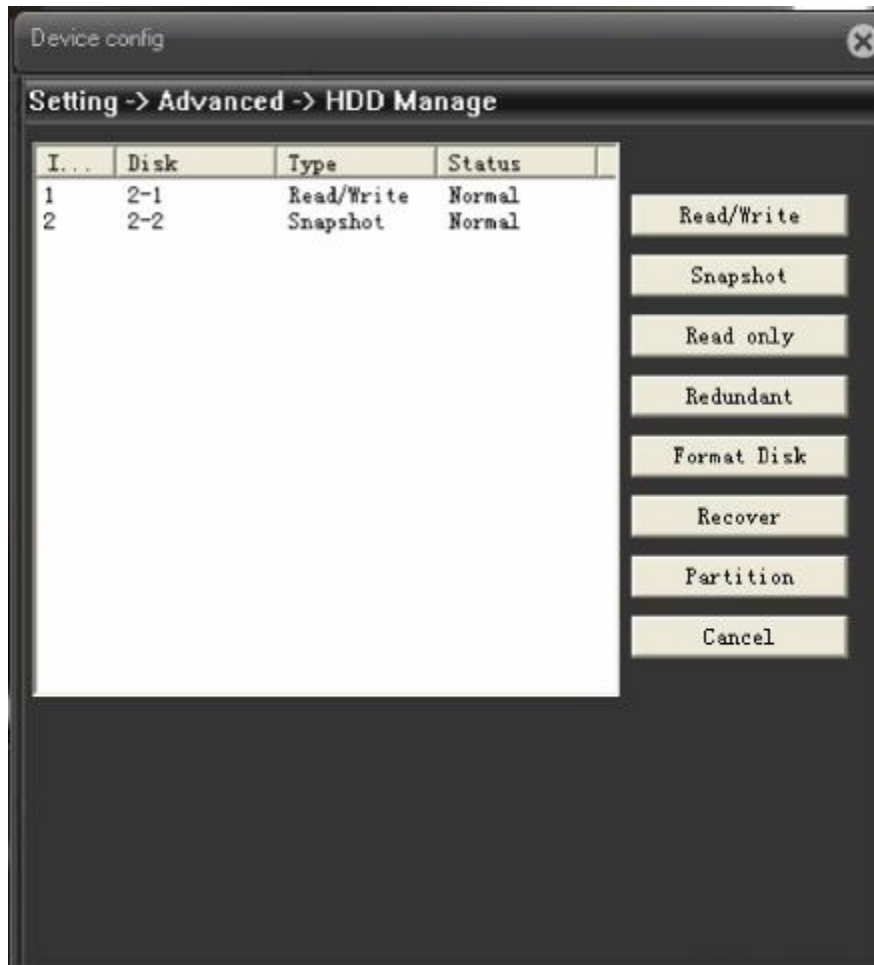 Device config
Setting -> Advanced -> HDD Manage
I... Disk Type Status
1 2-1 Read/Write Normal
2 2-2 Snapshot Normal
Read/Write
Snapshot
Read only
Redundant
Format Disk
Recover
Partition
Cancel